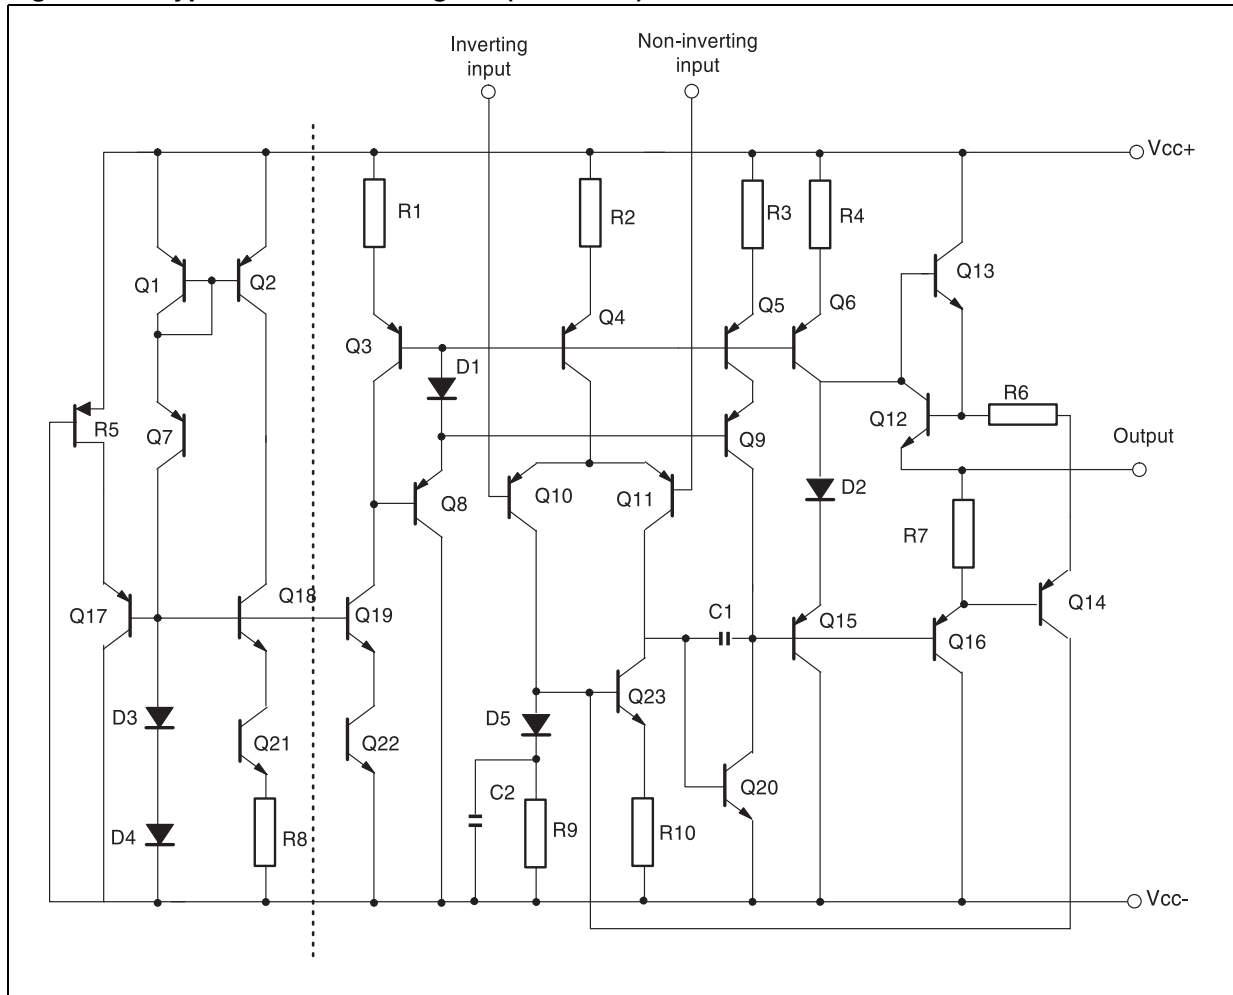 Inverting
input
Non-inverting
input
Vcc+
R1
R2
R3
R4
Q13
Q1
Q2
Q3
Q4
Q5
Q6
D1
R6
R5
Q7
Q12
Output
Q9
Q8
Q10
Q11
D2
R7
Q17
Q18
Q19
C1
Q15
Q16
Q14
Q23
D3
Q21
Q22
D5
C2
Q20
D4
R8
R9
R10
Vcc-